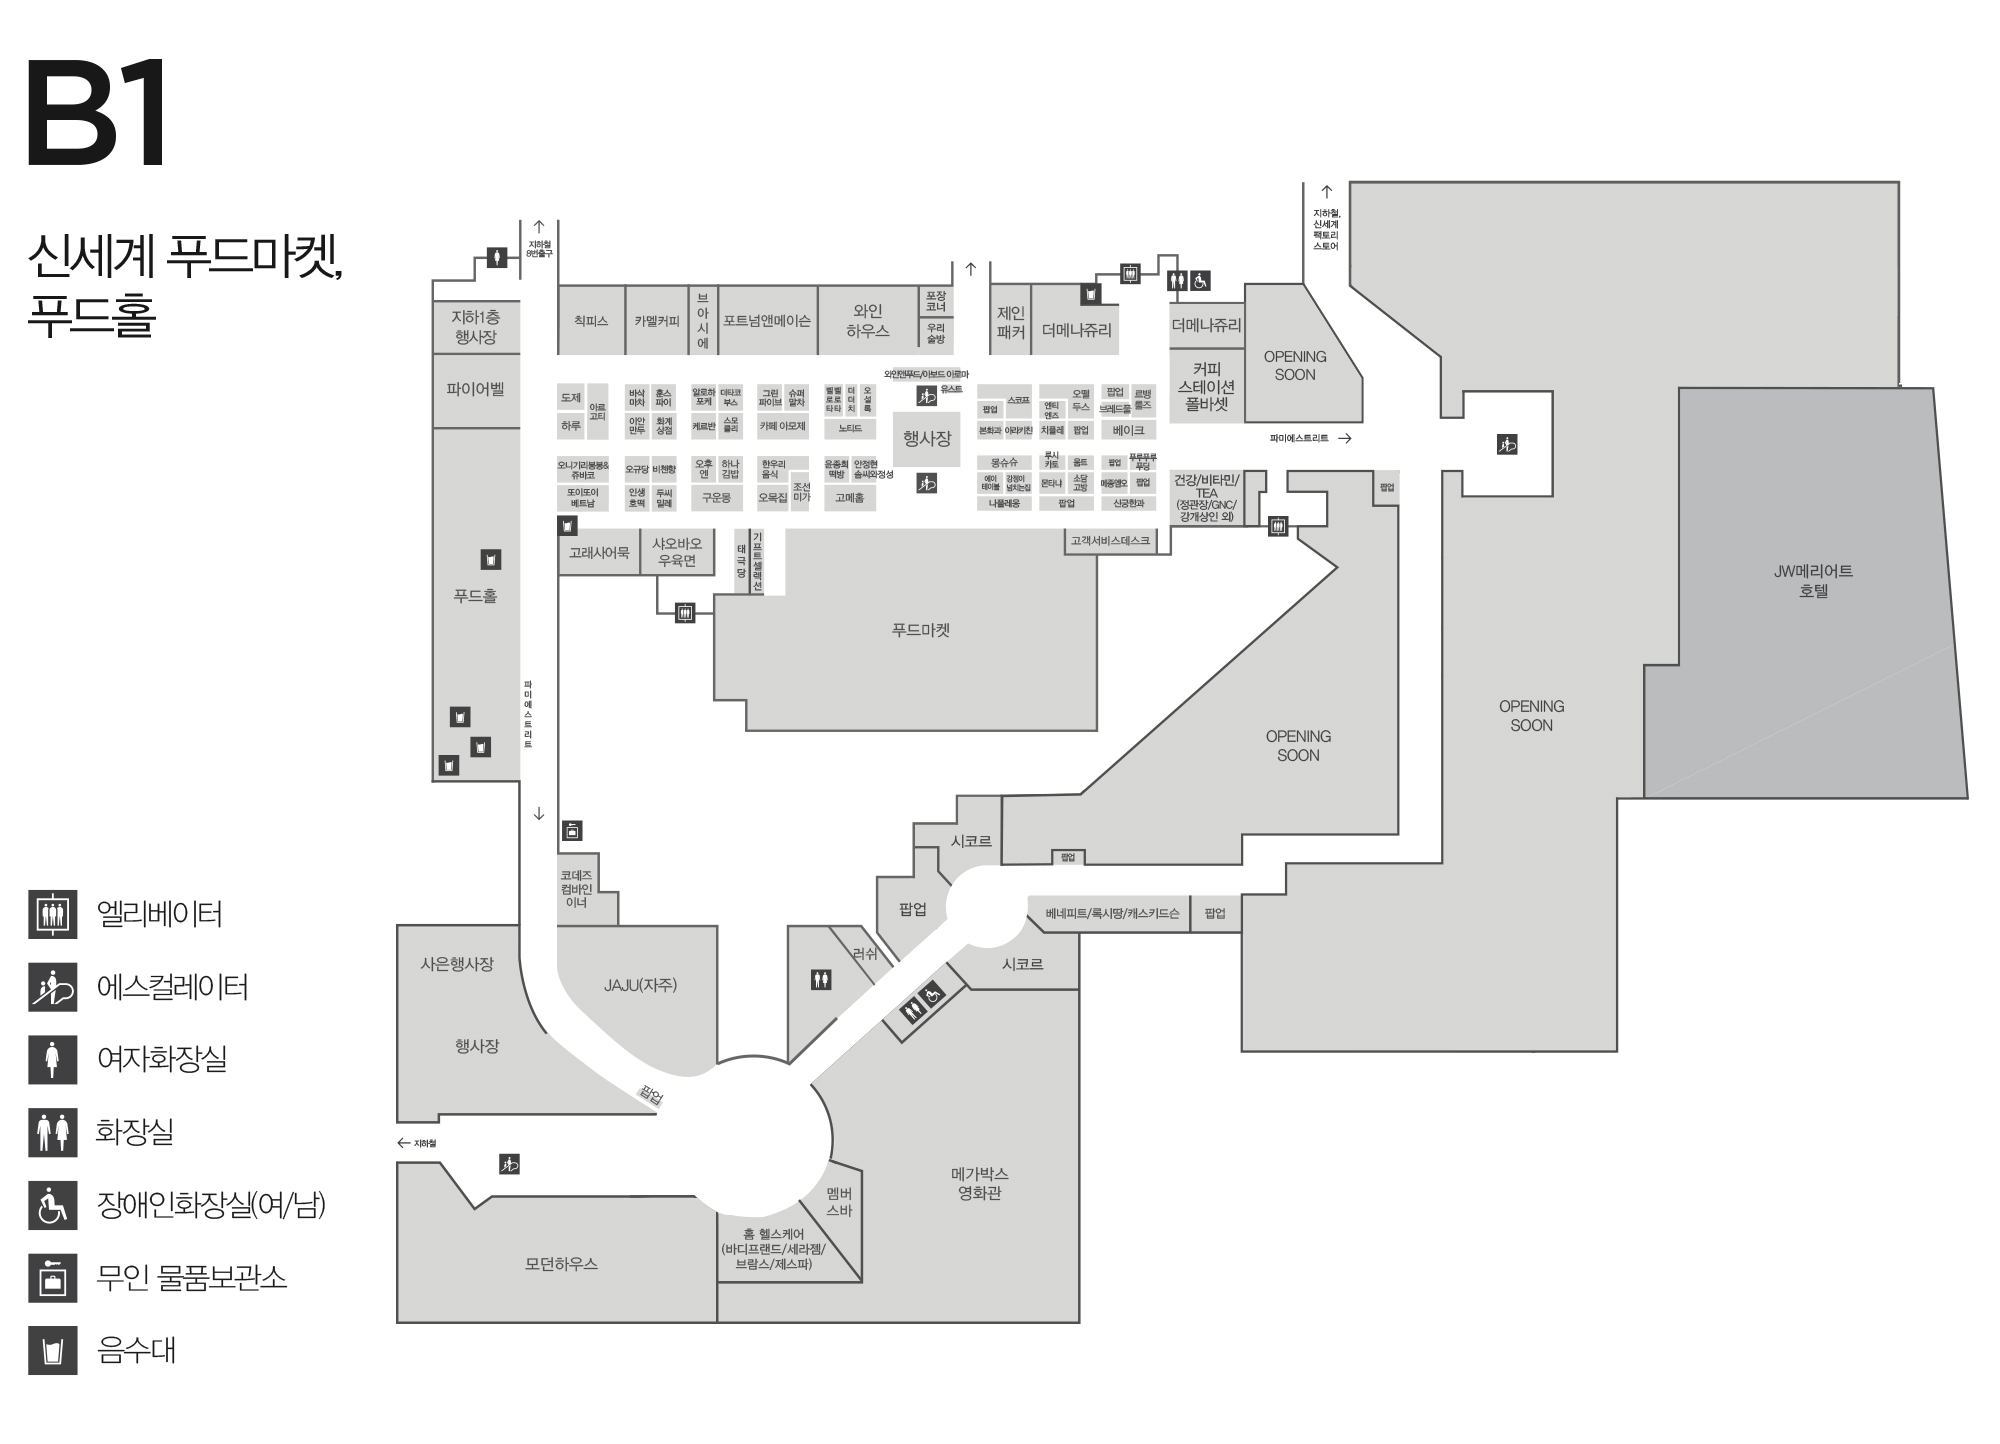 B1
신세계 푸드마켓,
푸드홀
엘리베이터
에스컬레이터
여자화장실
화장실
장애인화장실(여/남)
무인 물품보관소
음수대
지하철
8번출구
지하1층
행사장
파이어벨
푸드홀
파미에스트리트
칙피스
카멜커피
브아시에
포트넘앤메이슨
와인
하우스
포장
코너
우리
술방
제인
패커
더메나쥬리
더메나쥬리
커피
스테이션
폴바셋
OPENING
SOON
지하철,
신세계
팩토리
스토어
파미에스트리트
와인앤푸드/아보드 아로마
유스트
행사장
도제
하루
아르
고티
바삭
마차
훈스
파이
이안
만두
화계
상점
알로하
포케
더타코
부스
케르반
스모
클리
그린
파이브
슈퍼
말차
카페 아모제
벨로타
벨로타
더더치
오설록
노티드
오니기리봉봉&
쥬바코
또이또이
베트남
오규당
비현향
인생
호떡
두찌
밀레
오후
엔
하나
김밥
구운몽
한우리
음식
오목집
조선
미가
윤종희
떡방
안정현
솜씨와정성
고메홈
팝업
스코프
본화과
아라키친
오펠
두스
엔티
엔즈
치플레
팝업
팝업
르뱅
룰즈
브레드풀
베이크
몽슈슈
에이
테이블
강정이
넘치는집
나폴레옹
루시
카토
움트
몬타냐
소담
고방
팝업
팝업
푸루푸루
푸딩
메종엠오
팝업
신궁한과
건강/비타민/
TEA
(정관장/GNC/
강개상인 외)
팝업
고래사어묵
샤오바오
우육면
태극당
기프트셀렉션
고객서비스데스크
푸드마켓
JW메리어트
호텔
OPENING
SOON
OPENING
SOON
시코르
팝업
코데즈
컴바인
이너
팝업
베네피트/록시땅/캐스키드슨
팝업
사은행사장
행사장
JAJU(자주)
러쉬
시코르
팝업
지하철
메가박스
영화관
멤버
스바
홈 헬스케어
(바디프랜드/세라젬/
브람스/제스파)
모던하우스